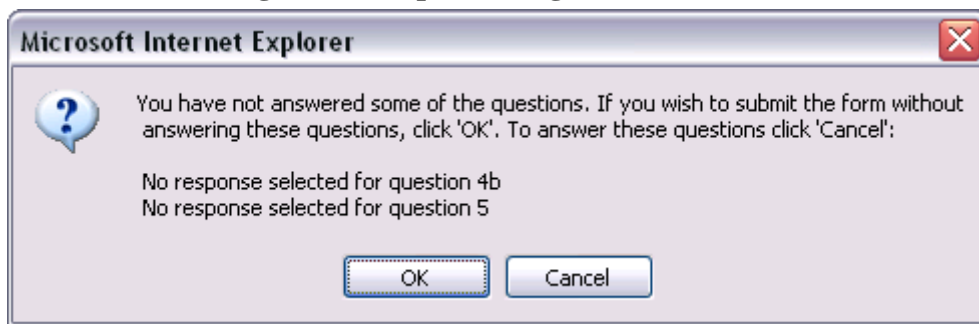 Microsoft Internet Explorer
You have not answered some of the questions. If you wish to submit the form without
answering these questions, click 'OK'. To answer these questions click 'Cancel':
No response selected for question 4b
No response selected for question 5
OK Cancel